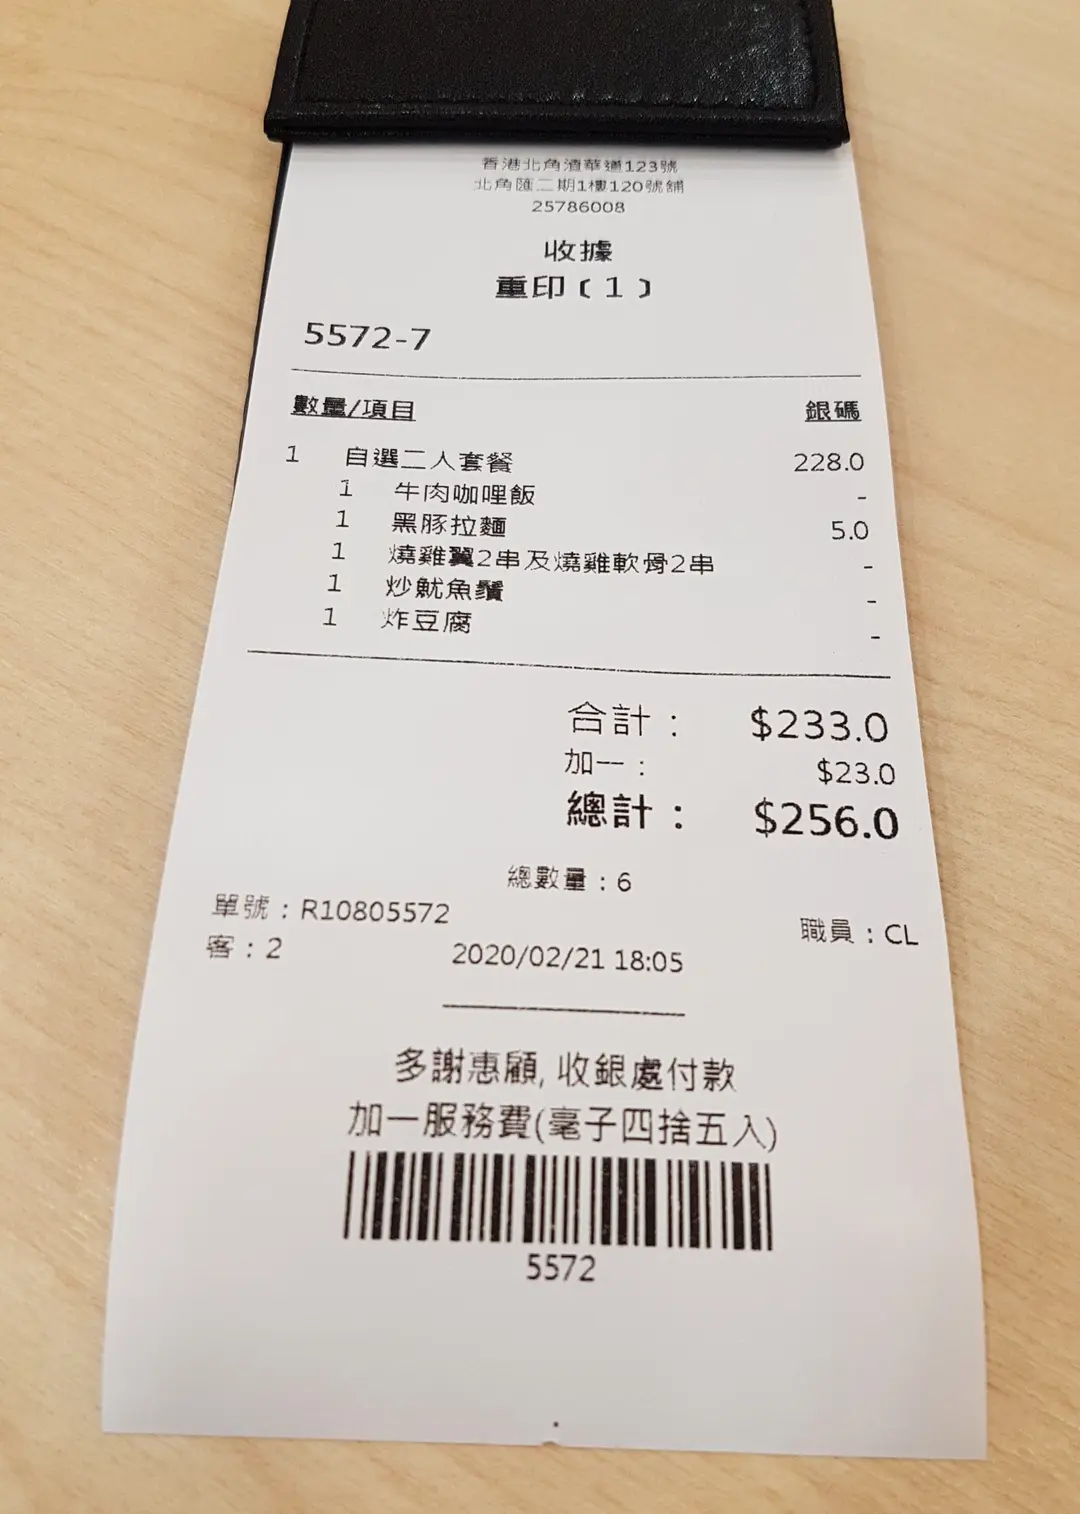 香港北角渣華道123號
北角匯二期1樓120號舖
25786008
收據
重印(1)
5572-7
數量/項目 銀碼
1 自選二人套餐 228.0
1 牛肉咖哩飯 -
1 黑豚拉麵 5.0
1 燒雞翼2串及燒雞軟骨2串 -
1 炒魷魚鬚 -
1 炸豆腐 -
合計: $233.0
加一: $23.0
總計: $256.0
總數量:6
單號:R10805572 職員:CL
客:2 2020/02/21 18:05
多謝惠顧, 收銀處付款
加一服務費(毫子四捨五入)
5572